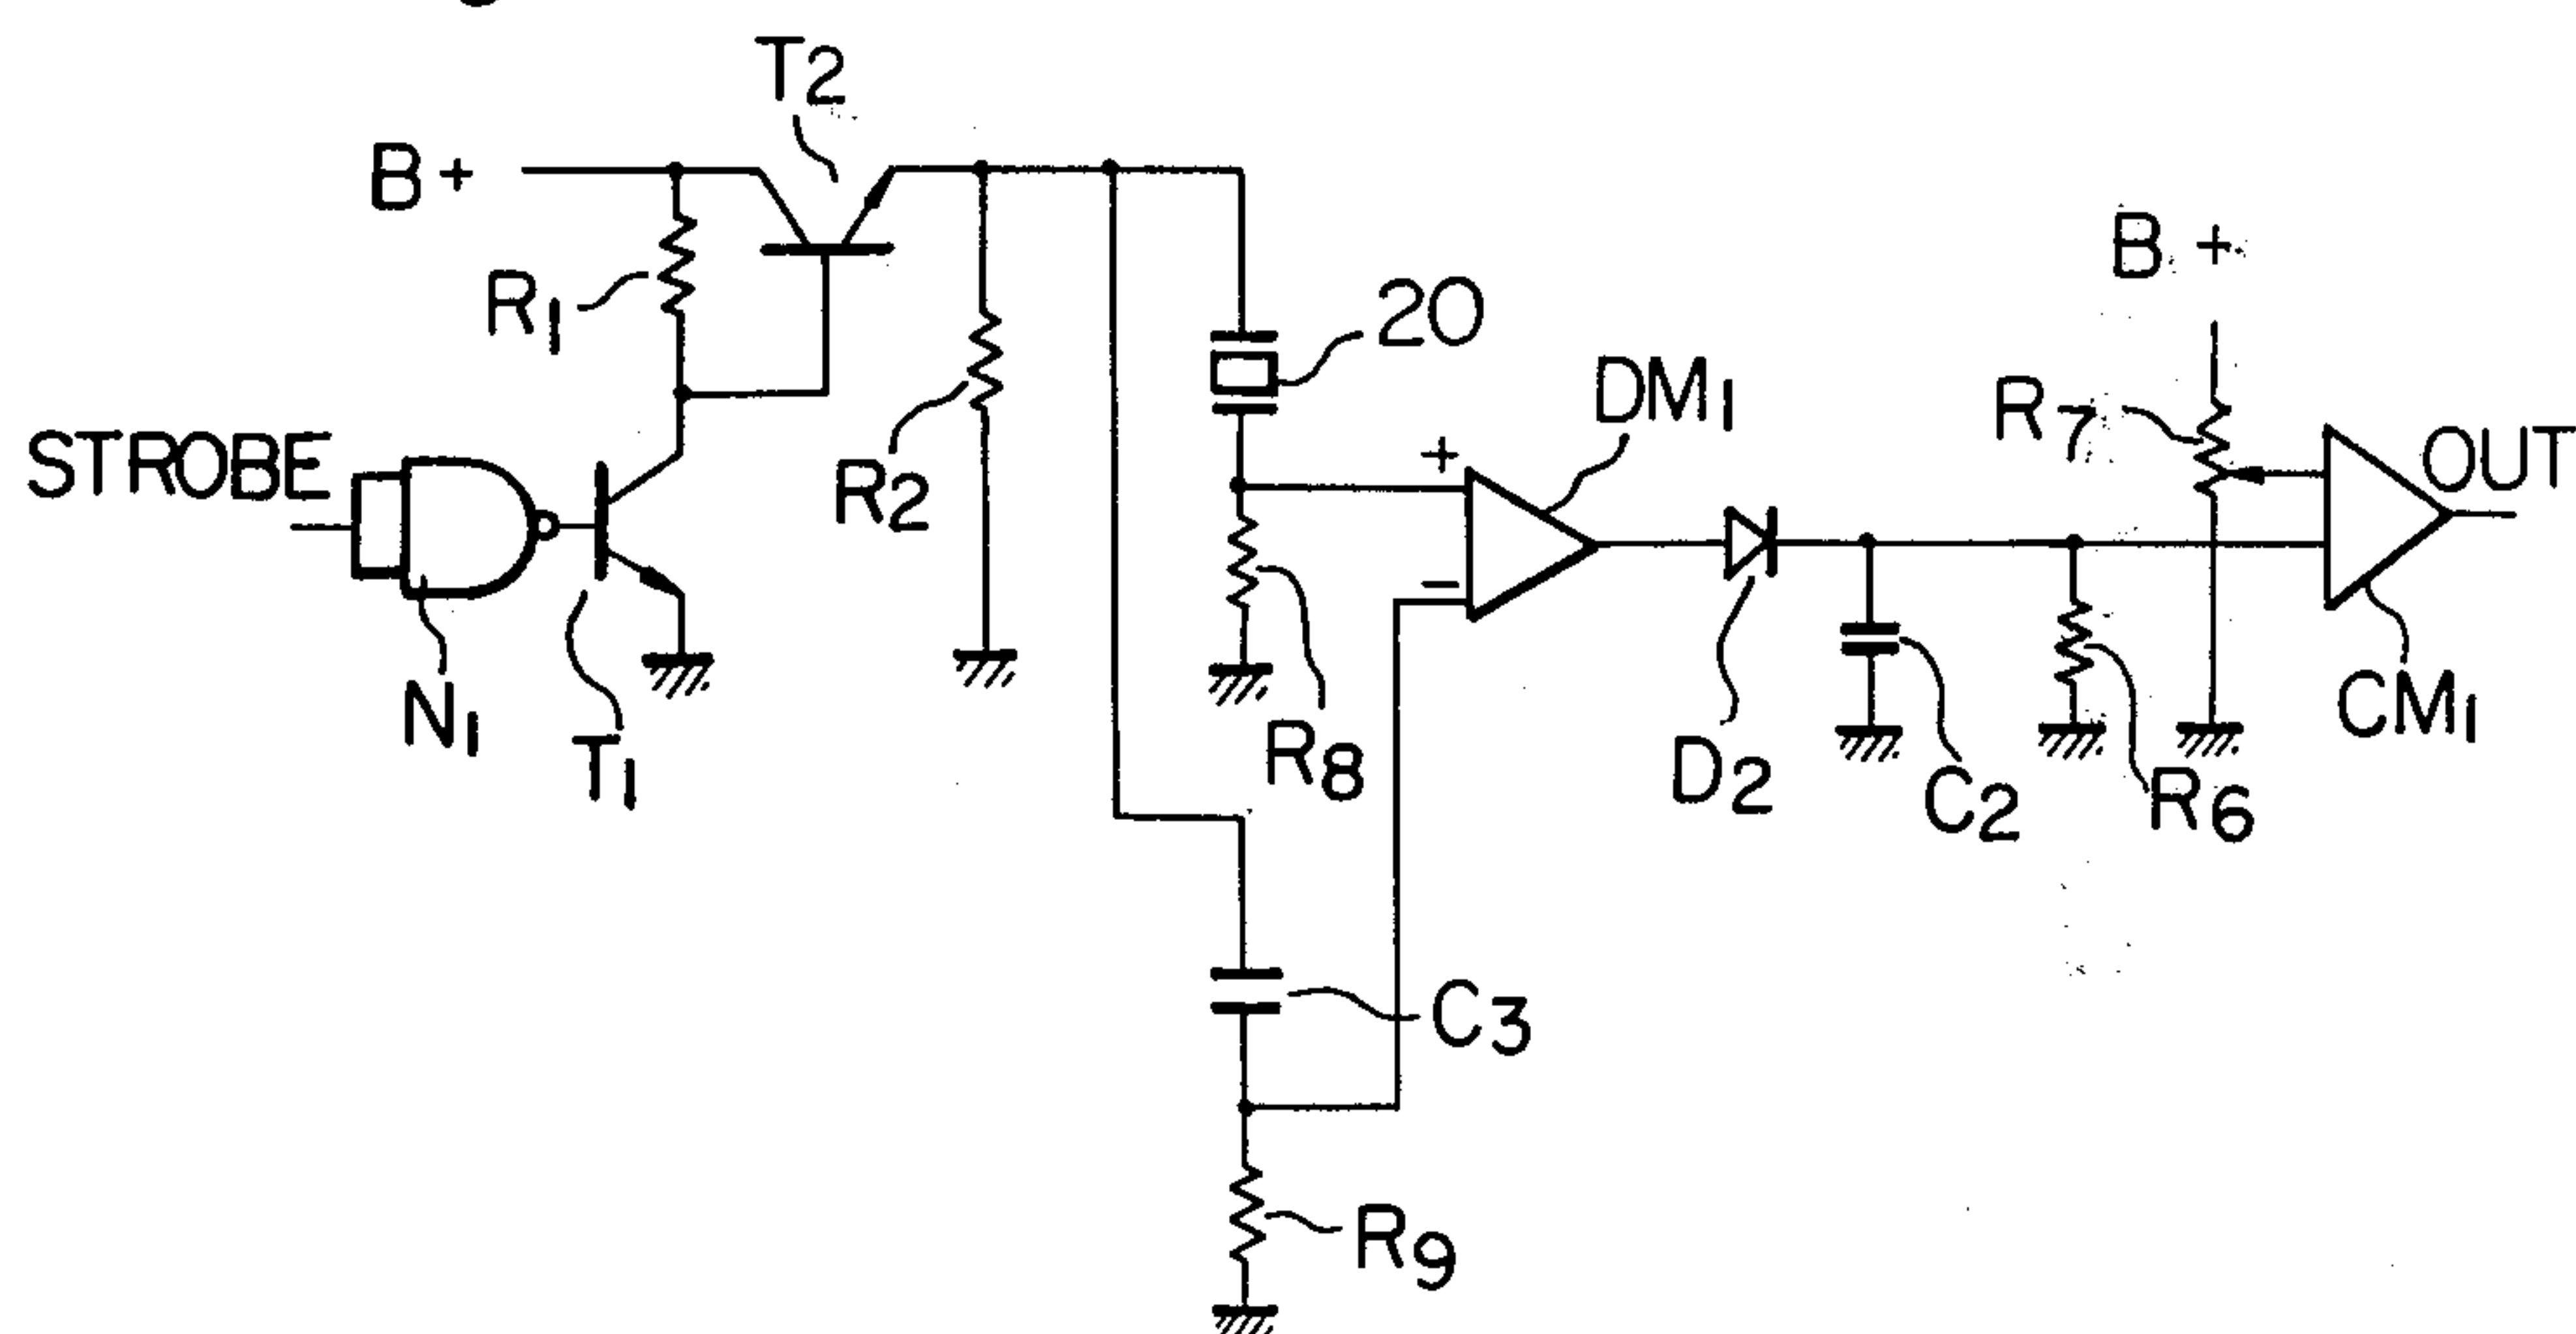 T2
B+
B+
R1
20
DM1
R7
STROBE
R2
OUT
+
-
N1
T1
R8
D2
C2
R6
CM1
C3
R9